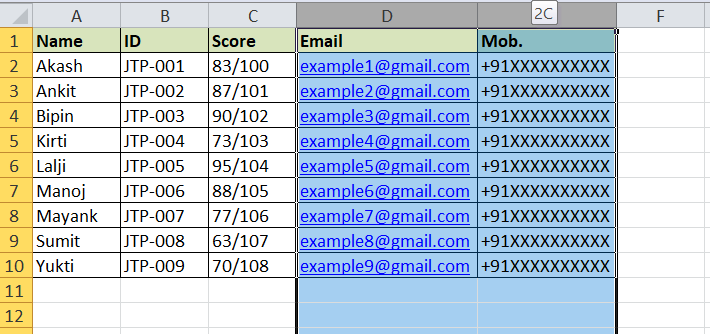 2C
A B C D F
1 Name ID Score Email Mob.
2 Akash JTP-001 83/100 example1@gmail.com +91XXXXXXXXXX
3 Ankit JTP-002 87/101 example2@gmail.com +91XXXXXXXXXX
4 Bipin JTP-003 90/102 example3@gmail.com +91XXXXXXXXXX
5 Kirti JTP-004 73/103 example4@gmail.com +91XXXXXXXXXX
6 Lalji JTP-005 95/104 example5@gmail.com +91XXXXXXXXXX
7 Manoj JTP-006 88/105 example6@gmail.com +91XXXXXXXXXX
8 Mayank JTP-007 77/106 example7@gmail.com +91XXXXXXXXXX
9 Sumit JTP-008 63/107 example8@gmail.com +91XXXXXXXXXX
10 Yukti JTP-009 70/108 example9@gmail.com +91XXXXXXXXXX
11
12